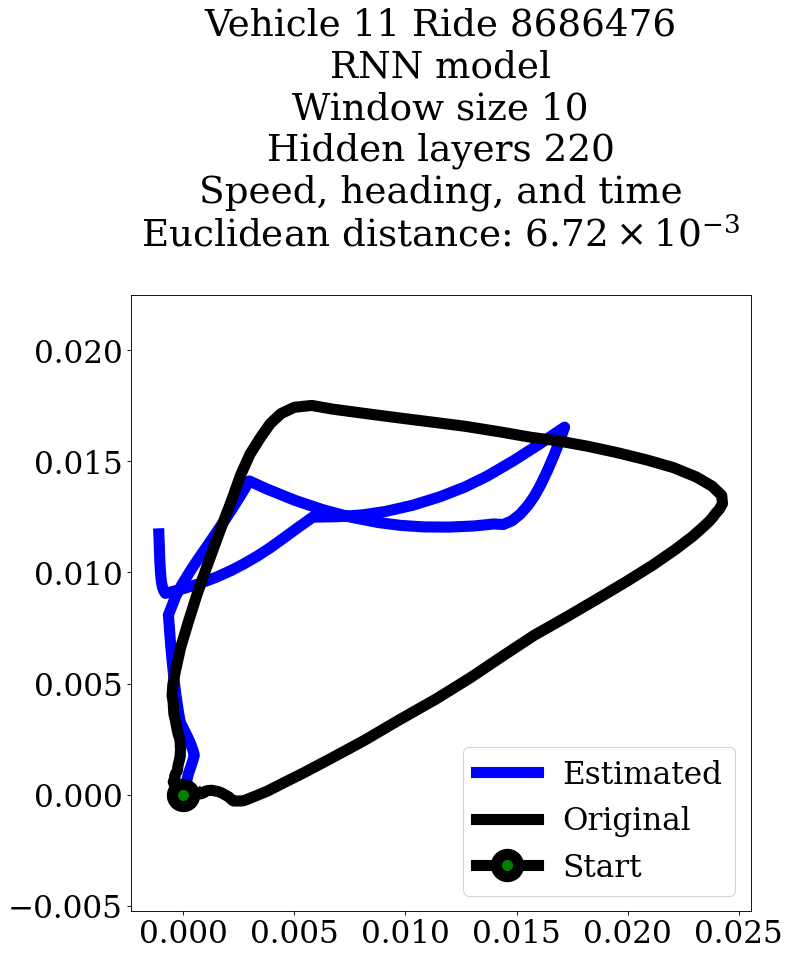 Vehicle 11 Ride 8686476
RNN model
Window size 10
Hidden layers 220
Speed, heading, and time
Euclidean distance: 6.72 × 10⁻³
0.020
0.015
0.010
0.005
0.000
−0.005
Estimated
Original
Start
0.000 0.005 0.010 0.015 0.020 0.025